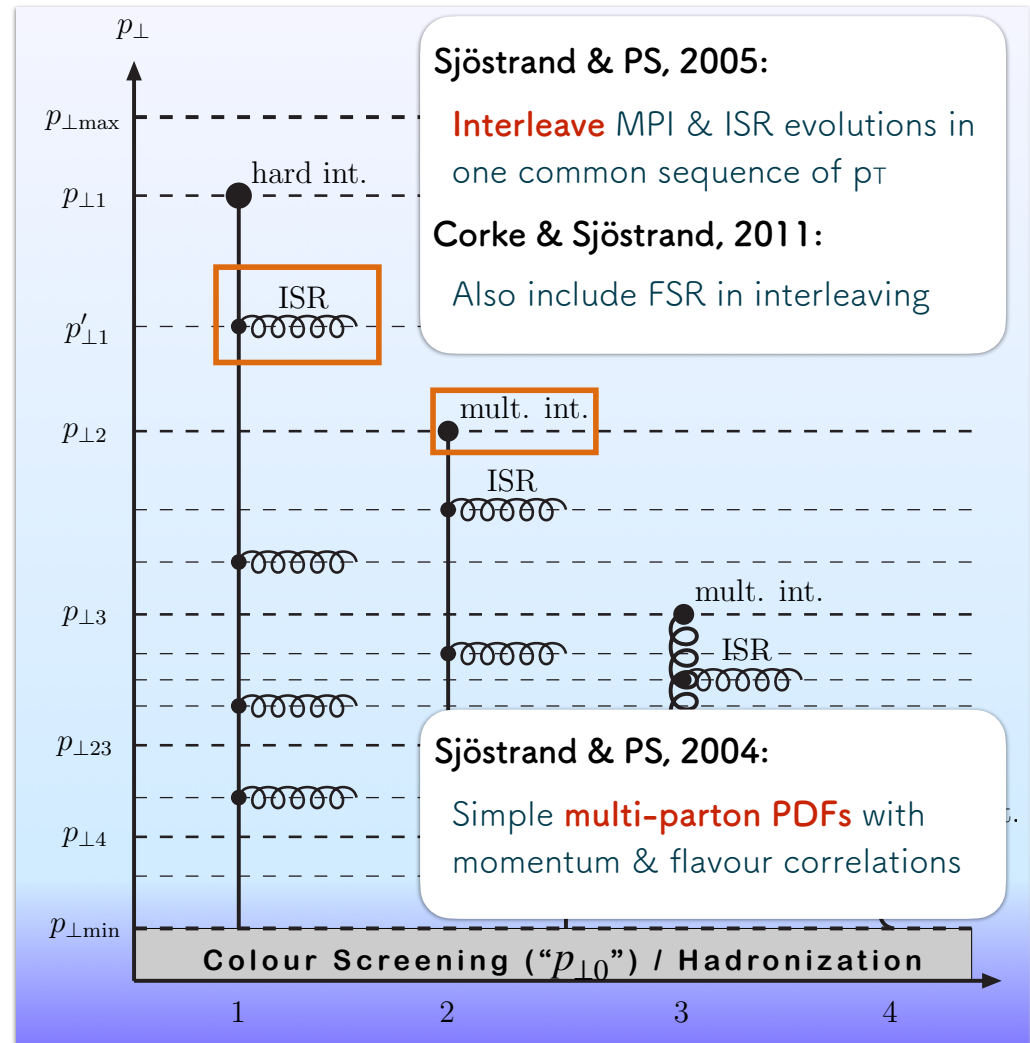 p⊥
Sjöstrand & PS, 2005:
Interleave MPI & ISR evolutions in
one common sequence of pT
Corke & Sjöstrand, 2011:
Also include FSR in interleaving
p⊥max
hard int.
p⊥1
ISR
p′⊥1
mult. int.
p⊥2
ISR
mult. int.
p⊥3
ISR
p⊥23
Sjöstrand & PS, 2004:
Simple multi-parton PDFs with
momentum & flavour correlations
p⊥4
p⊥min
Colour Screening (“p⊥0”) / Hadronization
1 2 3 4